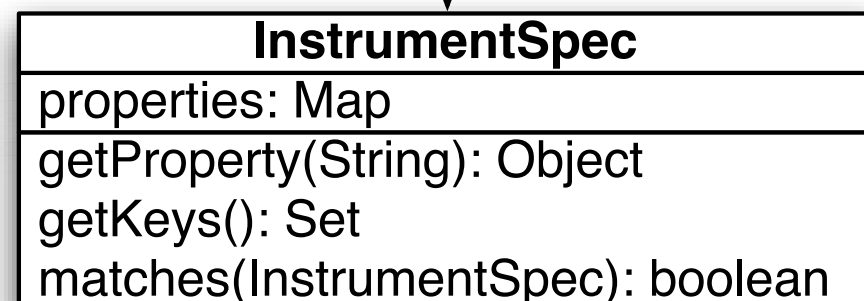 InstrumentSpec
properties: Map
getProperty(String): Object
getKeys(): Set
matches(InstrumentSpec): boolean